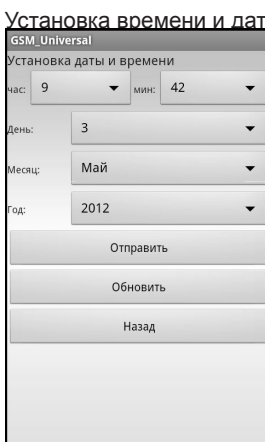 Установка времени и дат
GSM_Universal
Установка даты и времени
час: 9 мин: 42
День: 3
Месяц: Май
Год: 2012
Отправить
Обновить
Назад